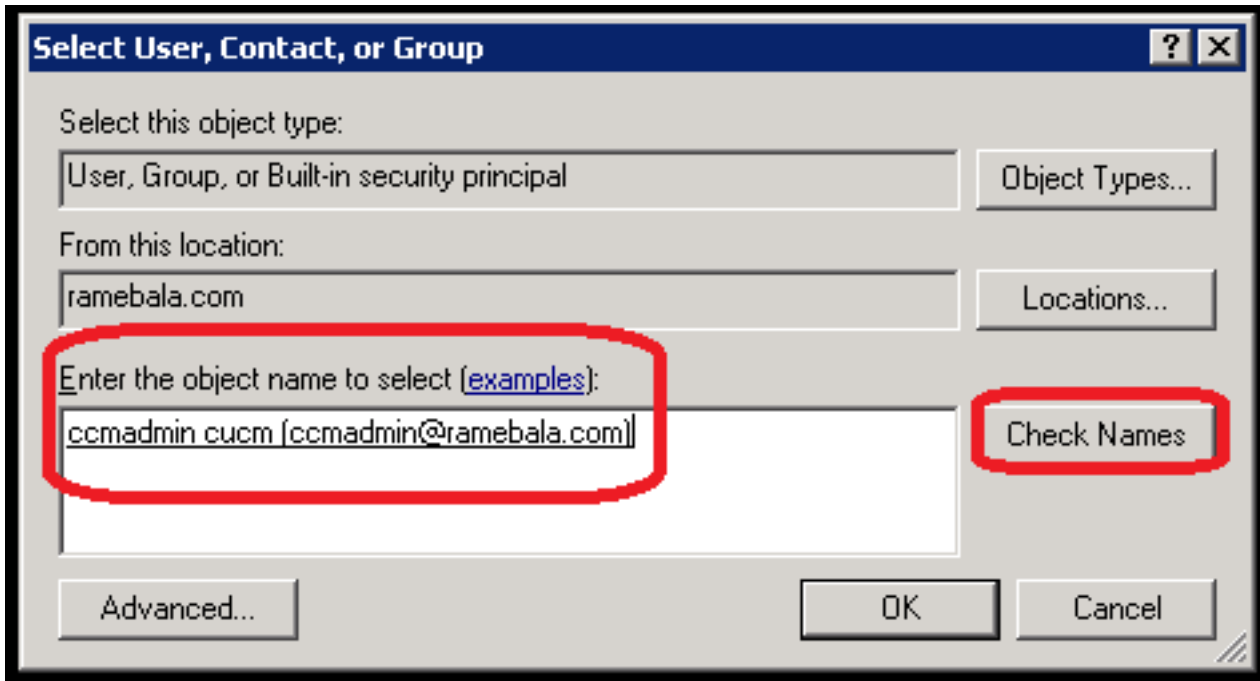 Select User, Contact, or Group
Select this object type:
User, Group, or Built-in security principal
Object Types...
From this location:
ramebala.com
Locations...
Enter the object name to select (examples):
ccmadmin cucm (ccmadmin@ramebala.com)
Check Names
Advanced...
OK
Cancel